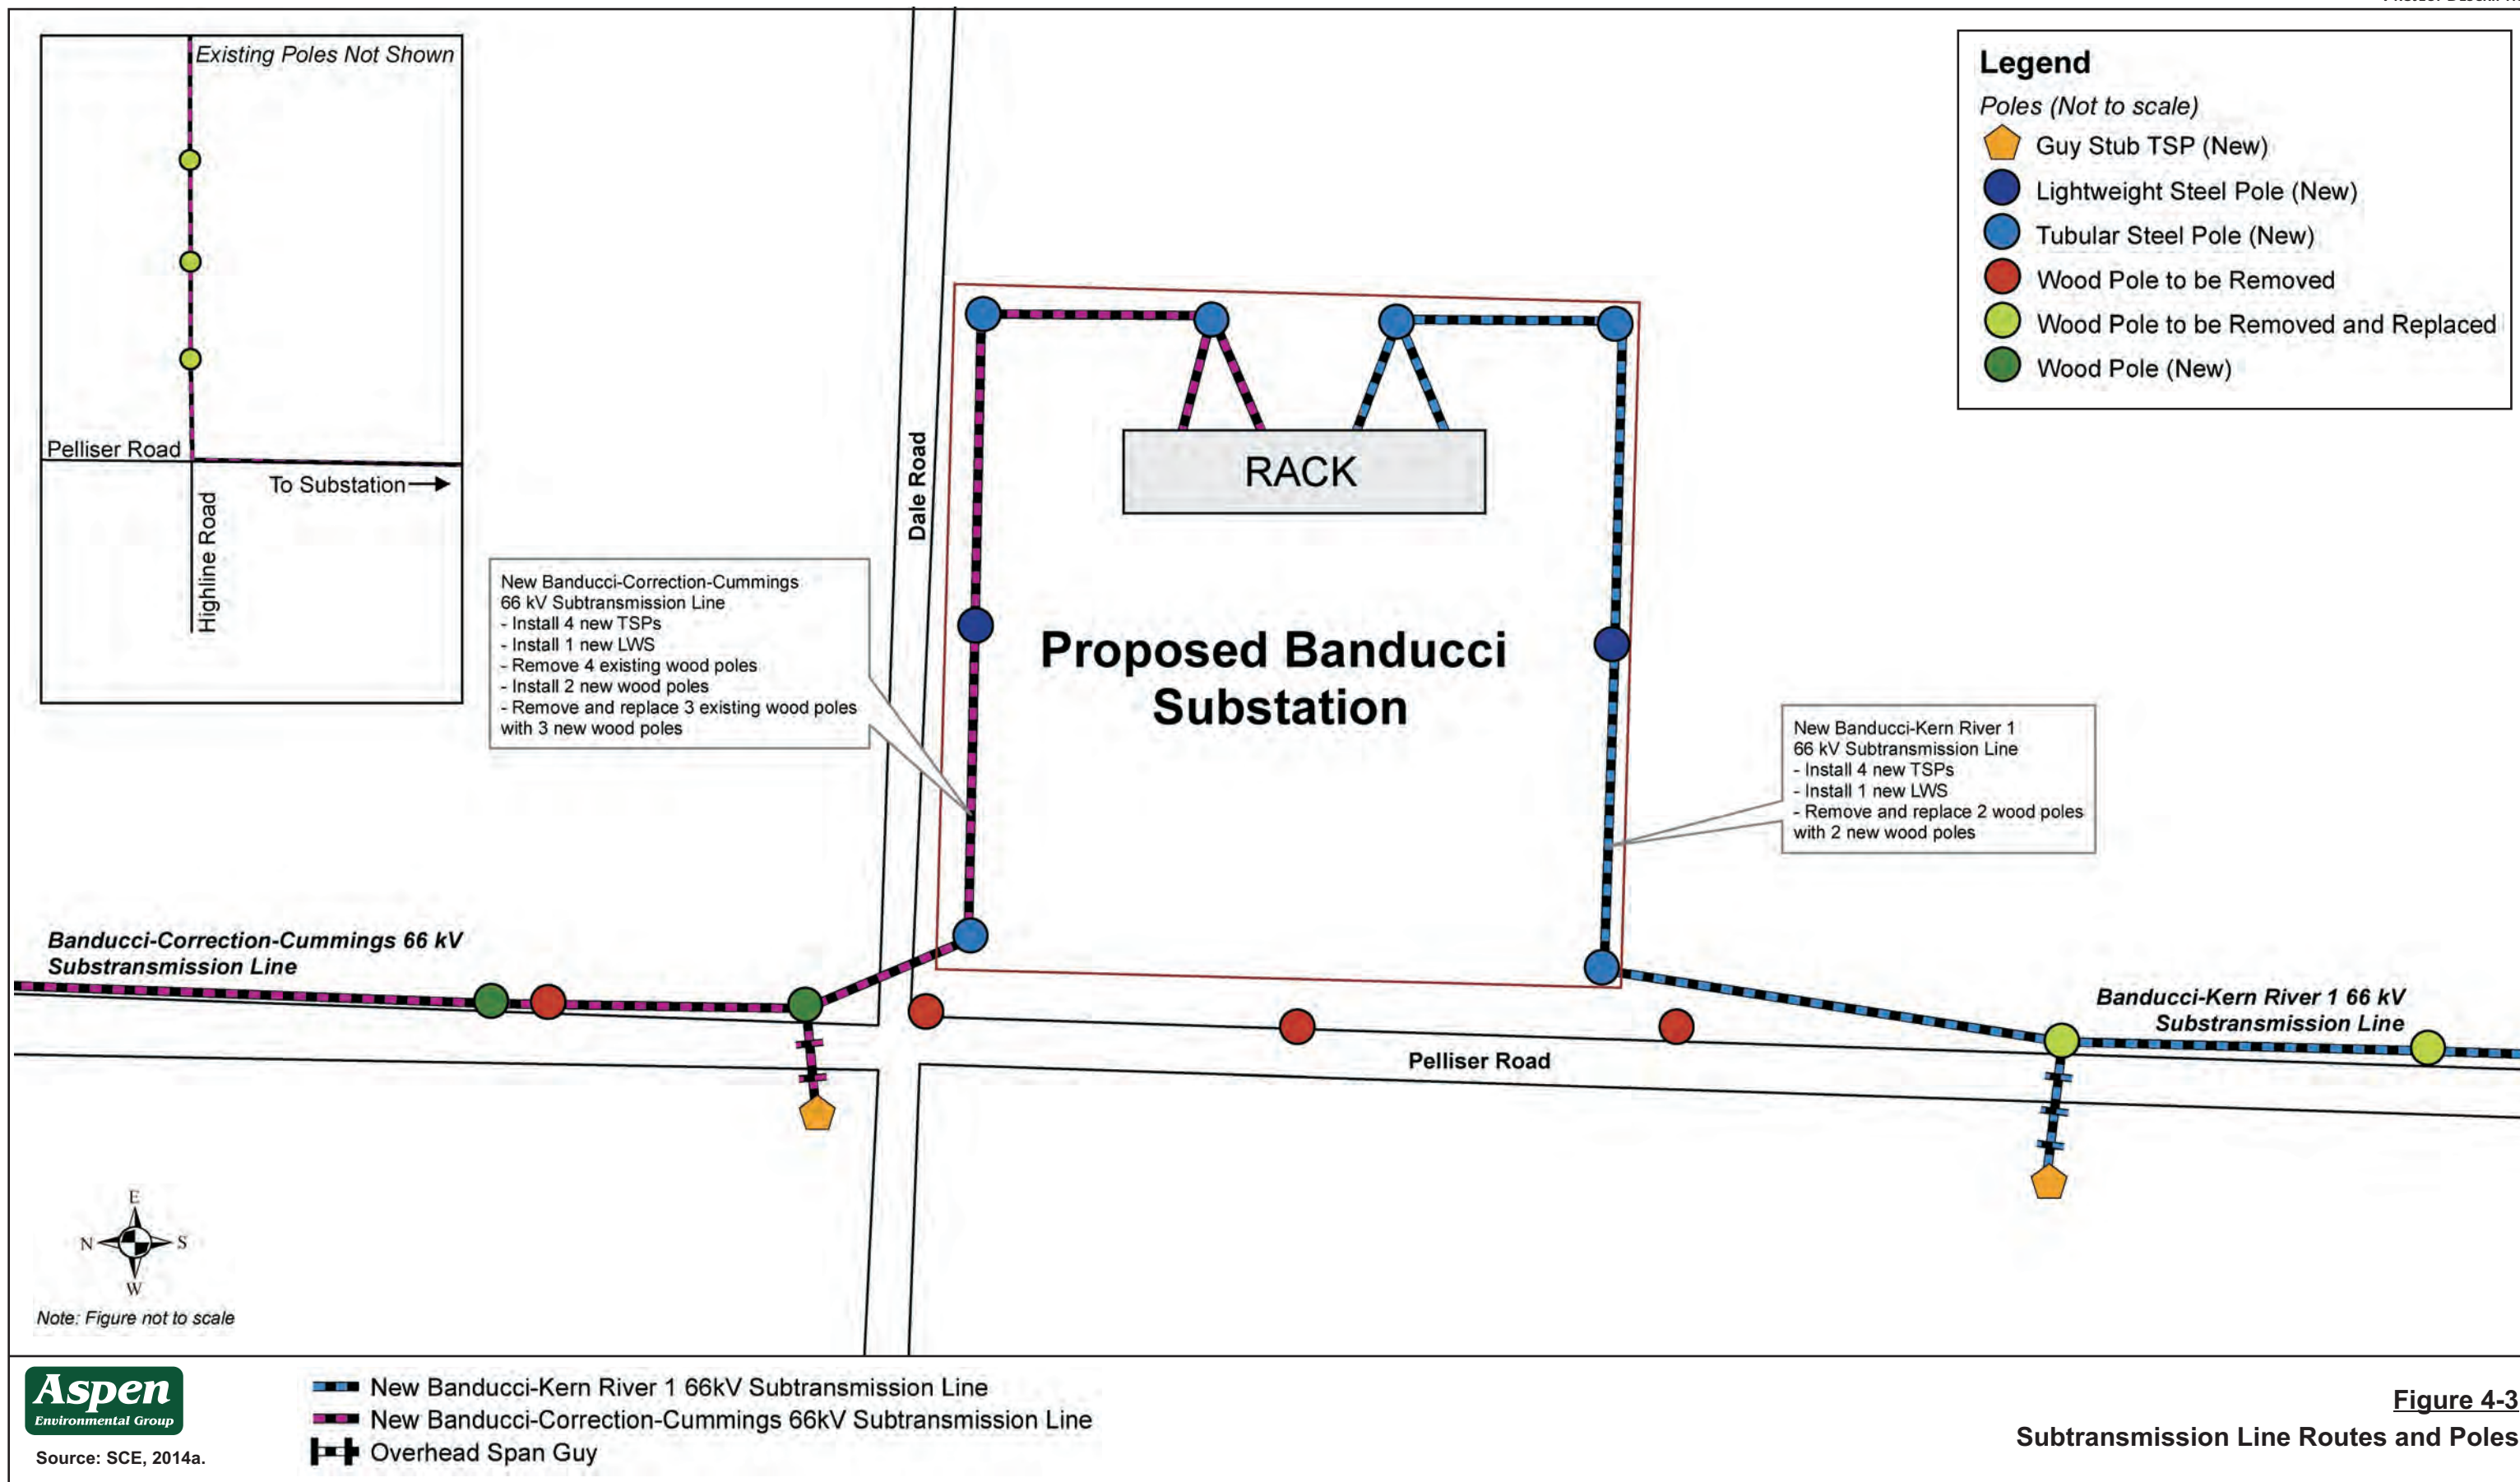 Existing Poles Not Shown
Pelliser Road
To Substation
Highline Road
Legend
Poles (Not to scale)
Guy Stub TSP (New)
Lightweight Steel Pole (New)
Tubular Steel Pole (New)
Wood Pole to be Removed
Wood Pole to be Removed and Replaced
Wood Pole (New)
Dale Road
RACK
New Banducci-Correction-Cummings
66 kV Subtransmission Line
- Install 4 new TSPs
- Install 1 new LWS
- Remove 4 existing wood poles
- Install 2 new wood poles
- Remove and replace 3 existing wood poles
with 3 new wood poles
Proposed Banducci
Substation
New Banducci-Kern River 1
66 kV Subtransmission Line
- Install 4 new TSPs
- Install 1 new LWS
- Remove and replace 2 wood poles
with 2 new wood poles
Banducci-Correction-Cummings 66 kV
Substransmission Line
Banducci-Kern River 1 66 kV
Substransmission Line
Pelliser Road
E
N
S
W
Note: Figure not to scale
Aspen
Environmental Group
Source: SCE, 2014a.
New Banducci-Kern River 1 66kV Subtransmission Line
New Banducci-Correction-Cummings 66kV Subtransmission Line
Overhead Span Guy
Figure 4-3
Subtransmission Line Routes and Poles